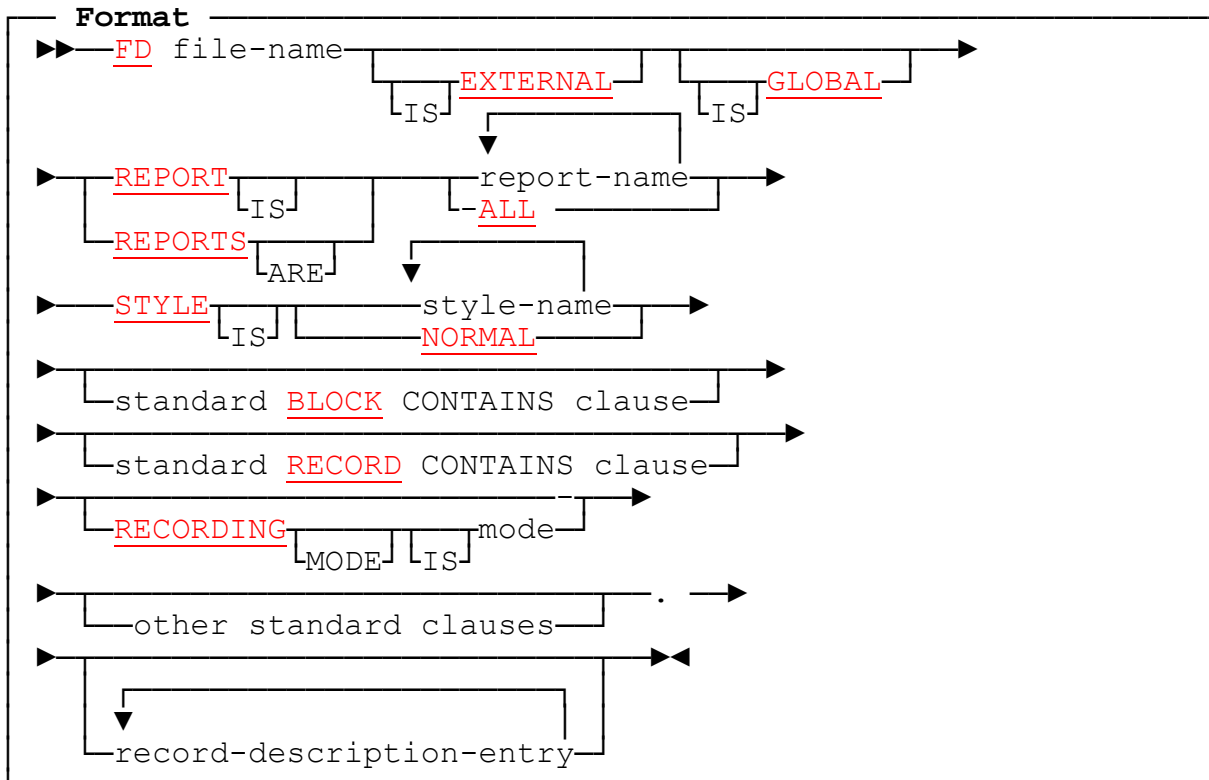 Format
FD file-name
EXTERNAL GLOBAL
IS IS
report-name
REPORT
IS -ALL
REPORTS
ARE
style-name
STYLE
IS NORMAL
standard BLOCK CONTAINS clause
standard RECORD CONTAINS clause
-
RECORDING mode
MODE IS
.
other standard clauses
record-description-entry